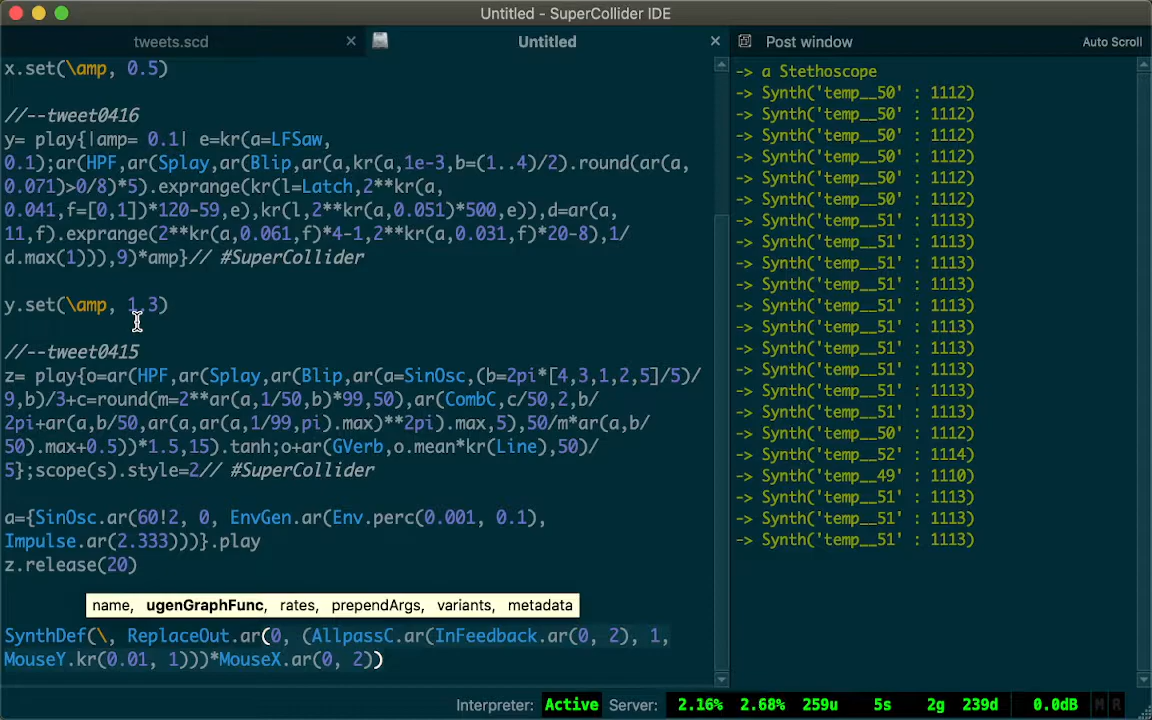 Untitled - SuperCollider IDE
tweets.scd
Untitled
Post window
Auto Scroll
x.set(\amp, 0.5)
//--tweet0416
y= play{|amp= 0.1| e=kr(a=LFSaw,
0.1);ar(HPF,ar(Splay,ar(Blip,ar(a,kr(a,1e-3,b=(1..4)/2).round(ar(a,
0.071)>0/8)*5).exprange(kr(l=Latch,2**kr(a,
0.041,f=[0,1])*120-59,e),kr(l,2**kr(a,0.051)*500,e)),d=ar(a,
11,f).exprange(2**kr(a,0.061,f)*4-1,2**kr(a,0.031,f)*20-8),1/
d.max(1))),9)*amp}// #SuperCollider
y.set(\amp, 1.3)
//--tweet0415
z= play{o=ar(HPF,ar(Splay,ar(Blip,ar(a=SinOsc,(b=2pi*[4,3,1,2,5]/5)/
9,b)/3+c=round(m=2**ar(a,1/50,b)*99,50),ar(CombC,c/50,2,b/
2pi+ar(a,b/50,ar(a,ar(a,1/99,pi).max)**2pi).max,5),50/m*ar(a,b/
50).max+0.5))*1.5,15).tanh;o+ar(GVerb,o.mean*kr(Line),50)/
5};scope(s).style=2// #SuperCollider
a={SinOsc.ar(60!2, 0, EnvGen.ar(Env.perc(0.001, 0.1),
Impulse.ar(2.333)))}.play
z.release(20)
name, ugenGraphFunc, rates, prependArgs, variants, metadata
SynthDef(\, ReplaceOut.ar(0, (AllpassC.ar(InFeedback.ar(0, 2), 1,
MouseY.kr(0.01, 1)))*MouseX.ar(0, 2))
-> a Stethoscope
-> Synth('temp__50' : 1112)
-> Synth('temp__50' : 1112)
-> Synth('temp__50' : 1112)
-> Synth('temp__50' : 1112)
-> Synth('temp__50' : 1112)
-> Synth('temp__50' : 1112)
-> Synth('temp__51' : 1113)
-> Synth('temp__51' : 1113)
-> Synth('temp__51' : 1113)
-> Synth('temp__51' : 1113)
-> Synth('temp__51' : 1113)
-> Synth('temp__51' : 1113)
-> Synth('temp__51' : 1113)
-> Synth('temp__51' : 1113)
-> Synth('temp__51' : 1113)
-> Synth('temp__51' : 1113)
-> Synth('temp__50' : 1112)
-> Synth('temp__52' : 1114)
-> Synth('temp__49' : 1110)
-> Synth('temp__51' : 1113)
-> Synth('temp__51' : 1113)
-> Synth('temp__51' : 1113)
Interpreter: Active Server: 2.16% 2.68% 259u 5s 2g 239d 0.0dB M R